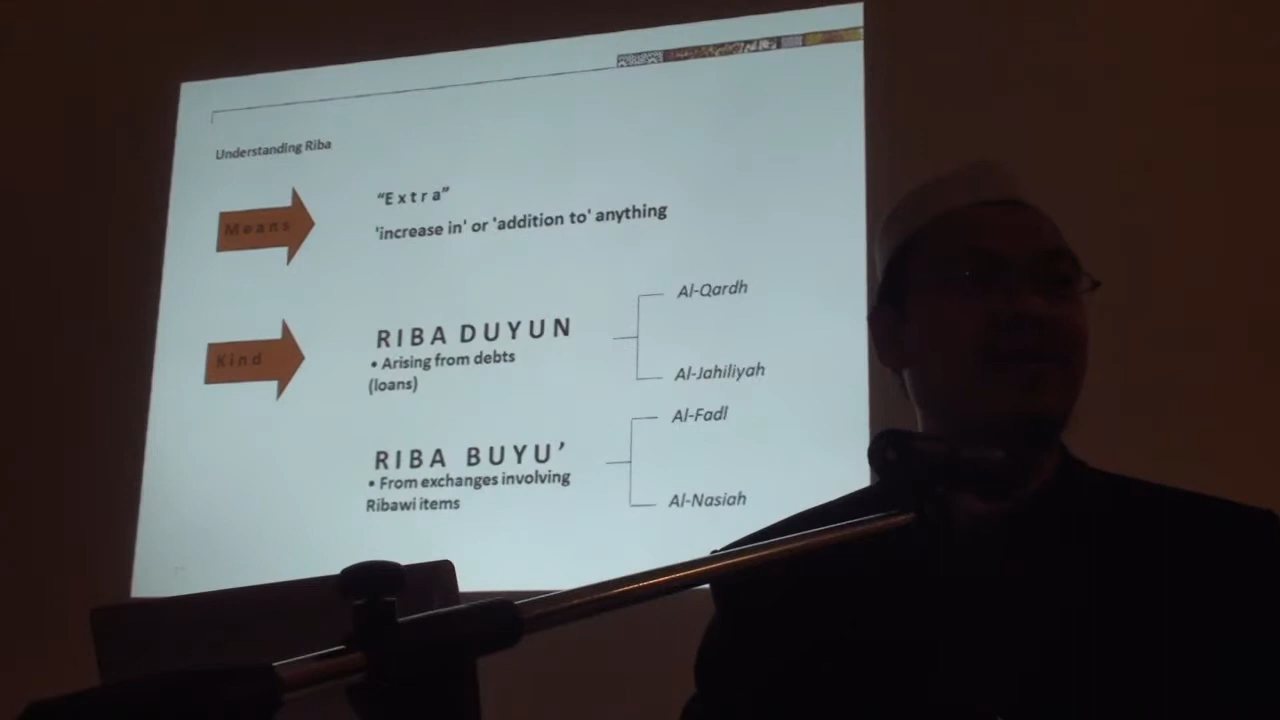 Understanding Riba
Means
“Extra”
'increase in' or 'addition to' anything
Kind
RIBA DUYUN
• Arising from debts
(loans)
Al-Qardh
Al-Jahiliyah
RIBA BUYU’
• From exchanges involving
Ribawi items
Al-Fadl
Al-Nasiah